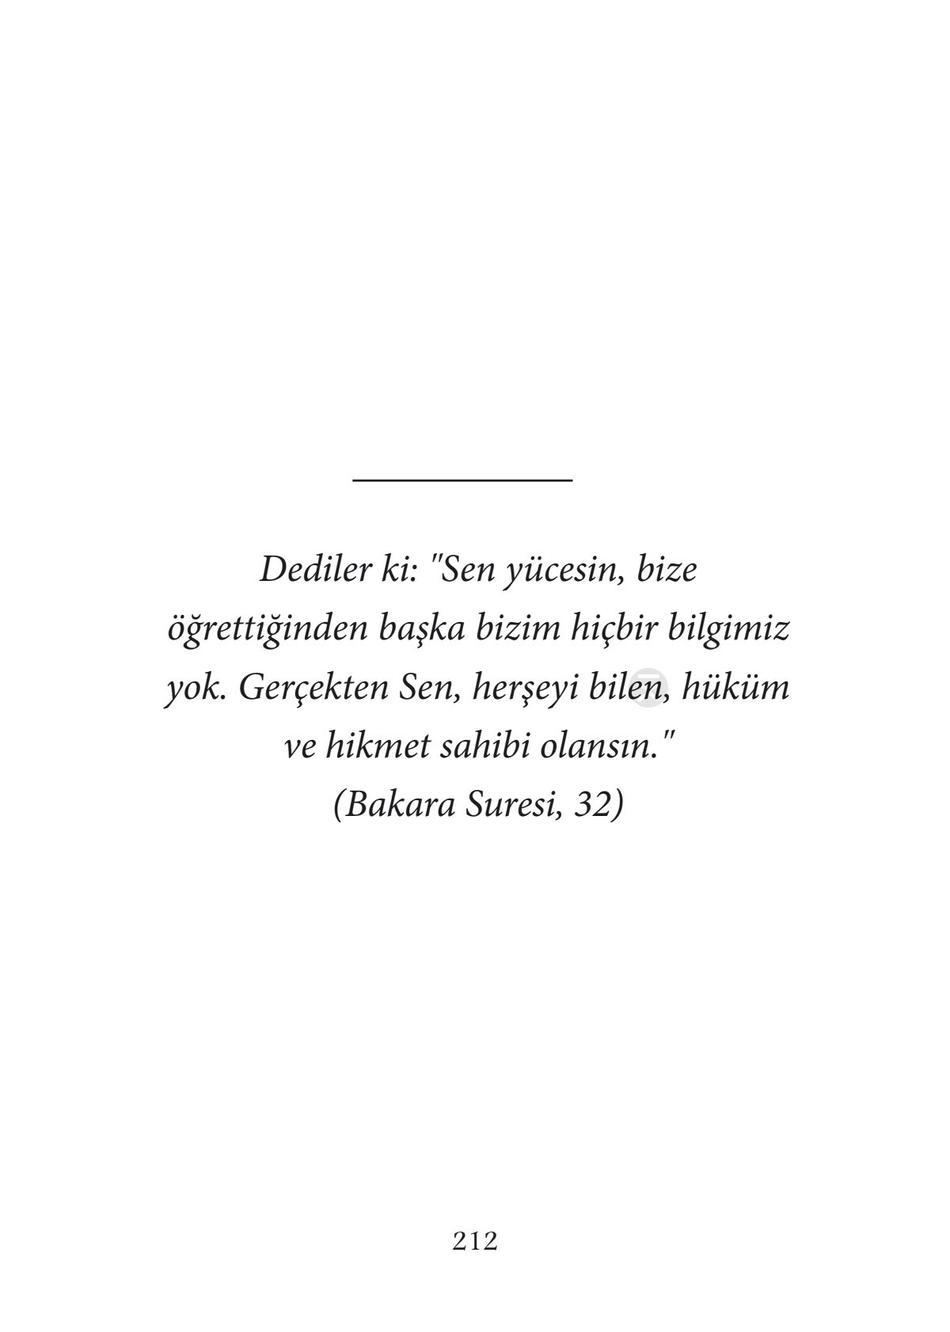 Dediler ki: "Sen yücesin, bize
öğrettiğinden başka bizim hiçbir bilgimiz
yok. Gerçekten Sen, herşeyi bilen, hüküm
ve hikmet sahibi olansın."
(Bakara Suresi, 32)
212